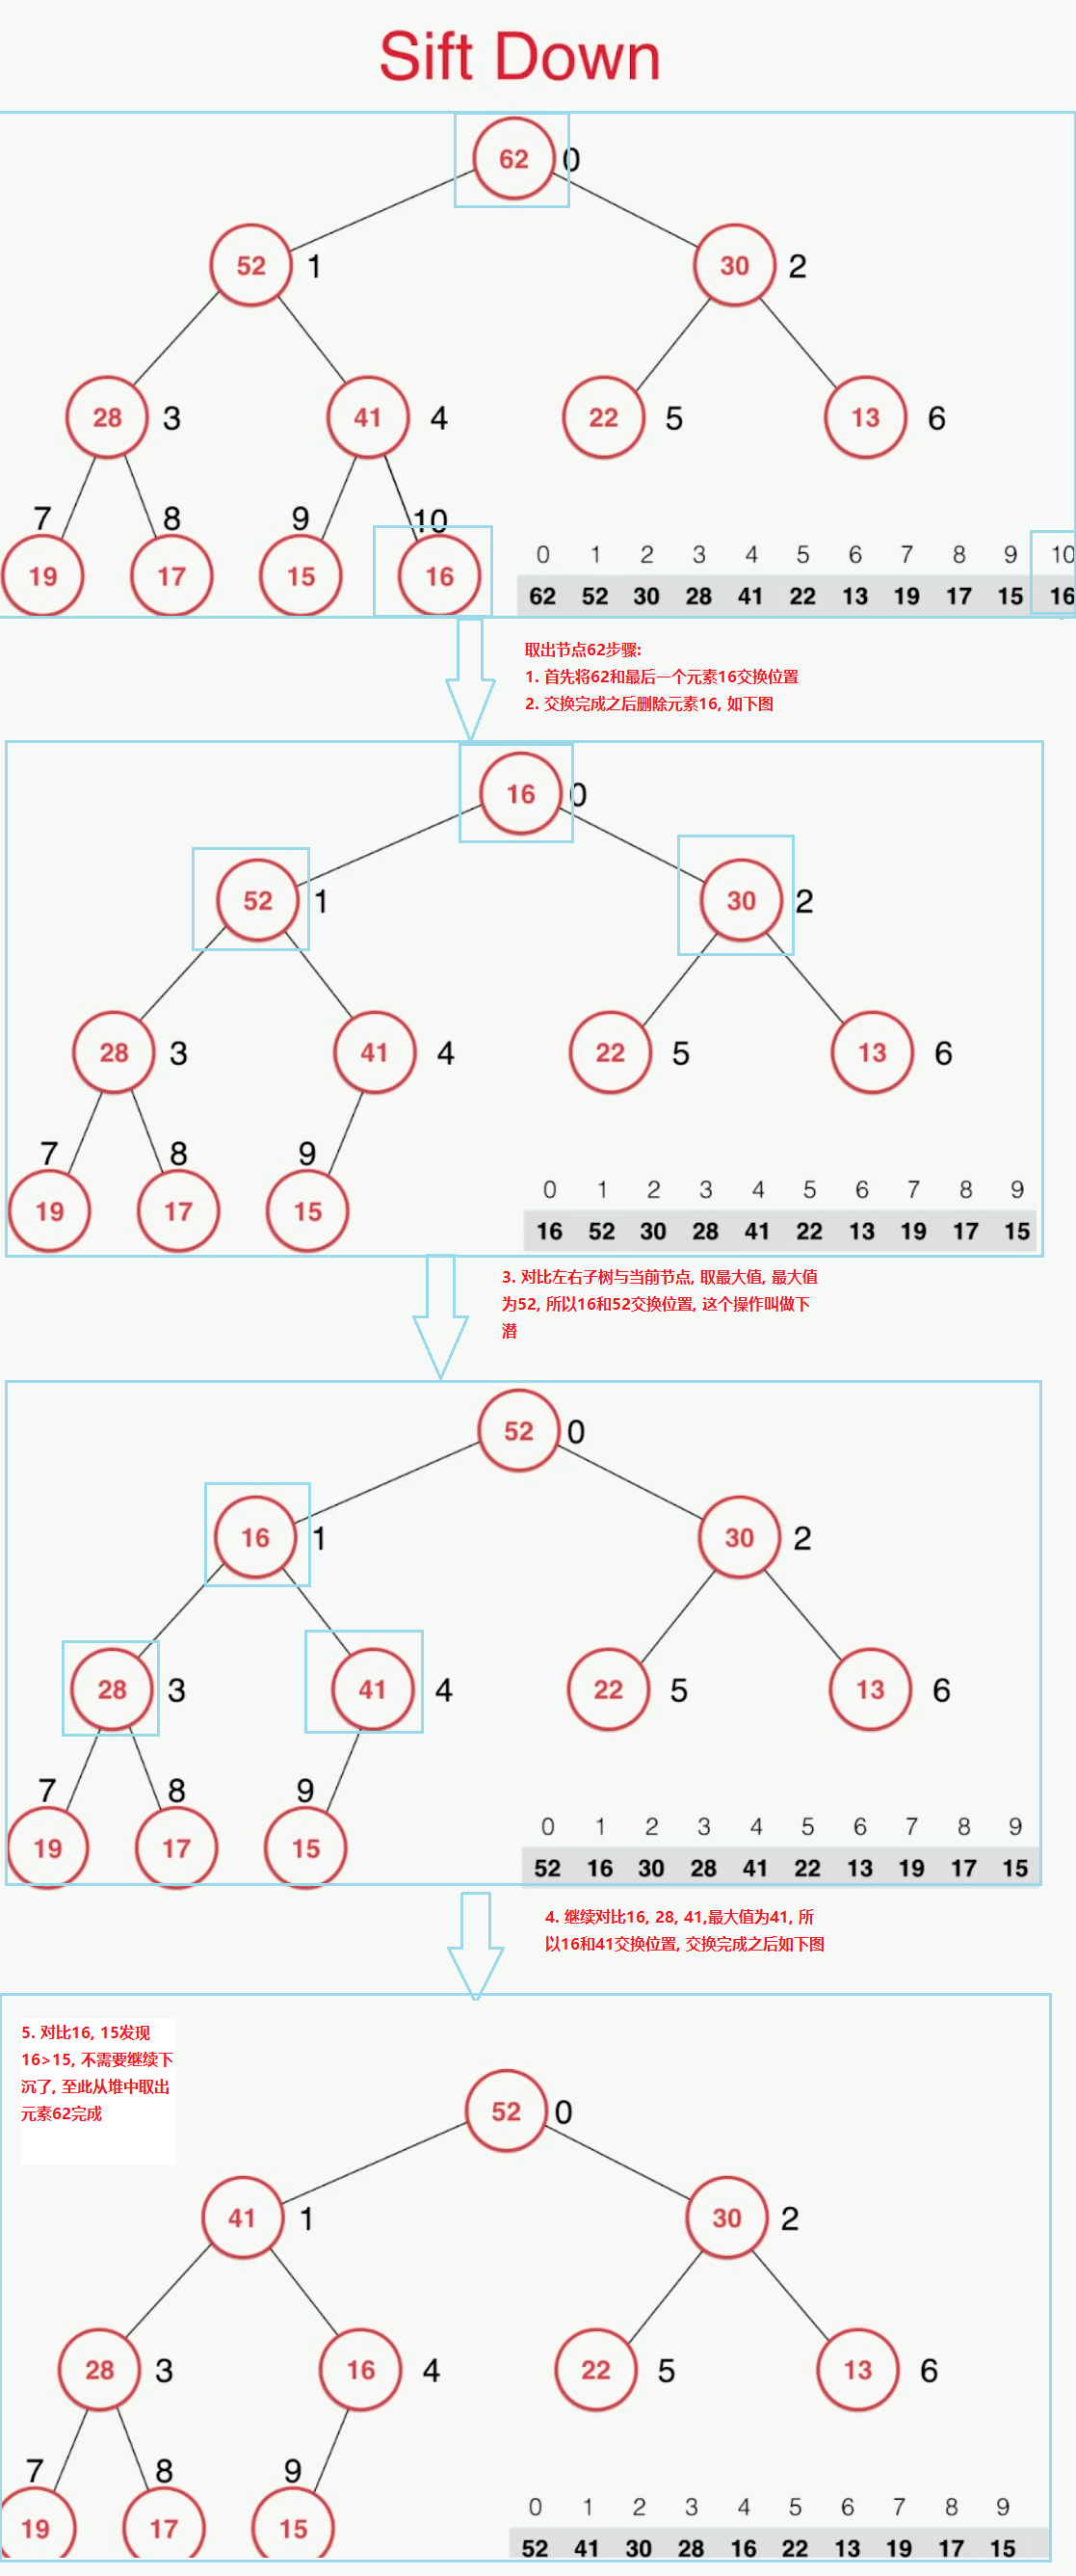 Sift Down
62 0
52 1 30 2
28 3 41 4 22 5 13 6
7 8 9 10
19 17 15 16
0 1 2 3 4 5 6 7 8 9 10
62 52 30 28 41 22 13 19 17 15 16
取出节点62步骤:
1. 首先将62和最后一个元素16交换位置
2. 交换完成之后删除元素16, 如下图
16 0
52 1 30 2
28 3 41 4 22 5 13 6
7 8 9
19 17 15
0 1 2 3 4 5 6 7 8 9
16 52 30 28 41 22 13 19 17 15
3. 对比左右子树与当前节点, 取最大值, 最大值
为52, 所以16和52交换位置, 这个操作叫做下
潜
52 0
16 1 30 2
28 3 41 4 22 5 13 6
7 8 9
19 17 15
0 1 2 3 4 5 6 7 8 9
52 16 30 28 41 22 13 19 17 15
4. 继续对比16, 28, 41,最大值为41, 所
以16和41交换位置, 交换完成之后如下图
5. 对比16, 15发现
16>15, 不需要继续下
沉了, 至此从堆中取出
元素62完成
52 0
41 1 30 2
28 3 16 4 22 5 13 6
7 8 9
19 17 15
0 1 2 3 4 5 6 7 8 9
52 41 30 28 16 22 13 19 17 15